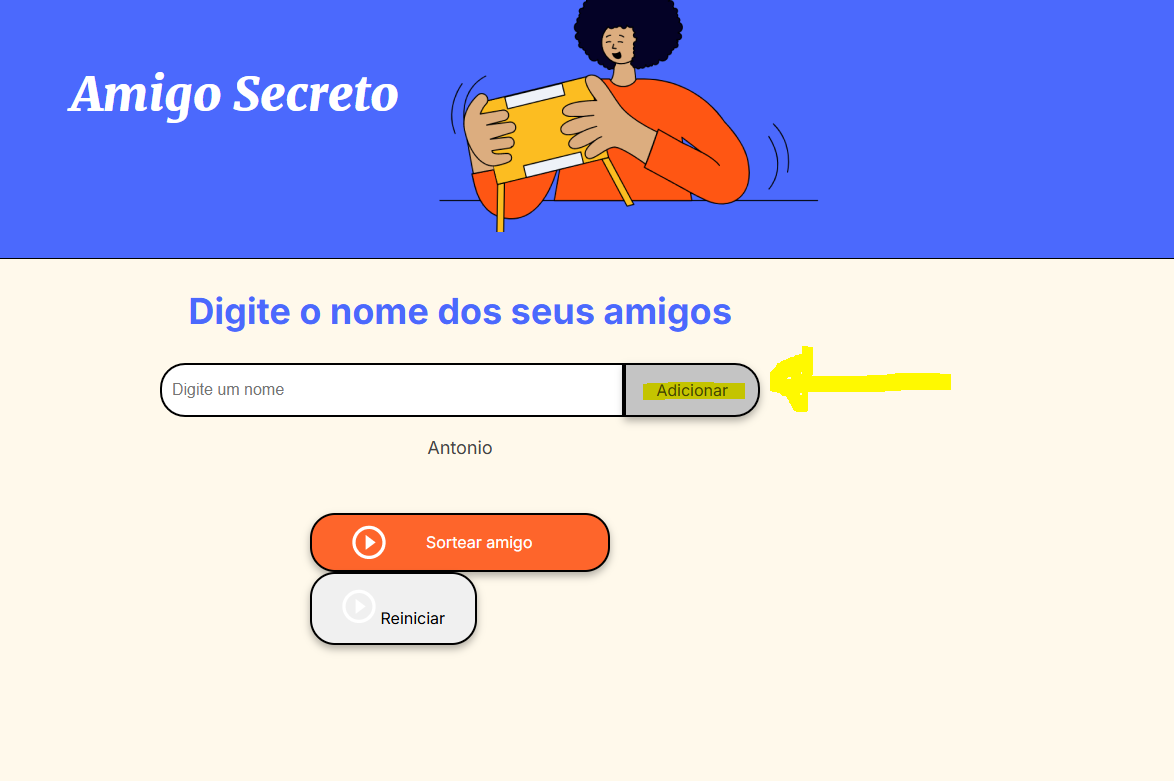 Amigo Secreto
Digite o nome dos seus amigos
Digite um nome
Adicionar
Antonio
Sortear amigo
Reiniciar